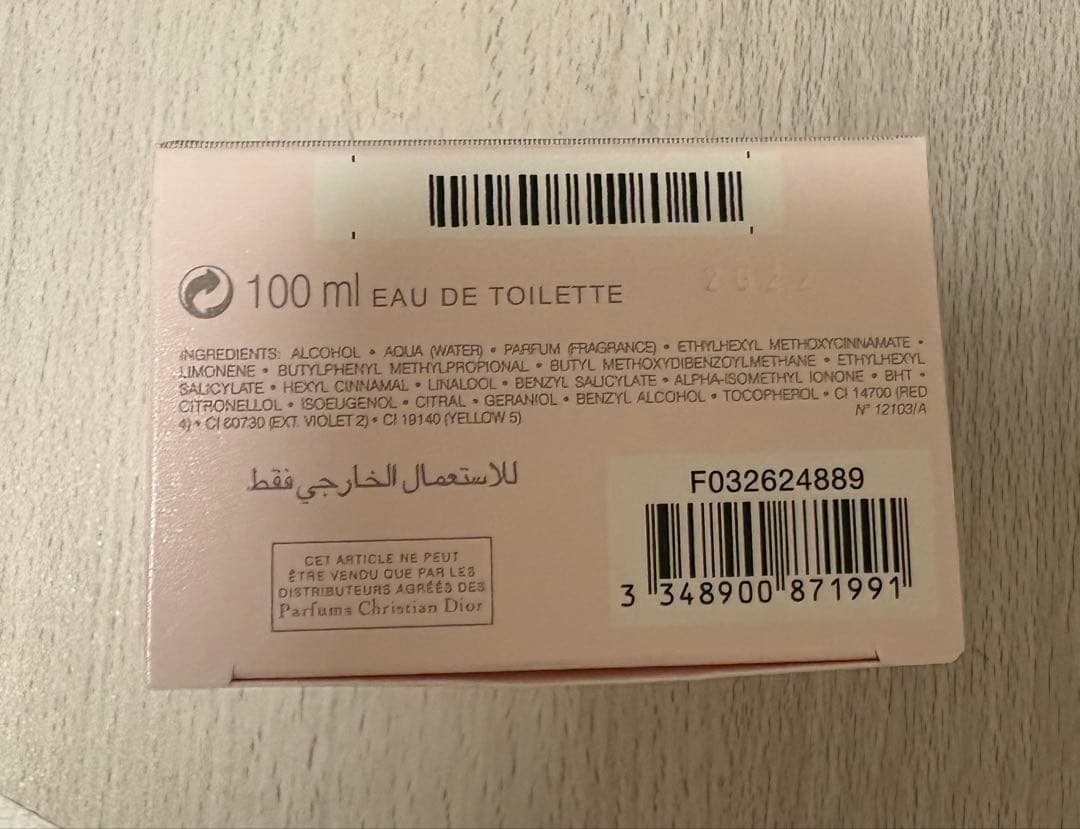 100 ml EAU DE TOILETTE
INGREDIENTS: ALCOHOL • AQUA (WATER) • PARFUM (FRAGRANCE) • ETHYLHEXYL METHOXYCINNAMATE •
LIMONENE • BUTYLPHENYL METHYLPROPIONAL • BUTYL METHOXYDIBENZOYLMETHANE • ETHYLHEXYL
SALICYLATE • HEXYL CINNAMAL • LINALOOL • BENZYL SALICYLATE • ALPHA-ISOMETHYL IONONE • BHT •
CITRONELLOL • ISOEUGENOL • CITRAL • GERANIOL • BENZYL ALCOHOL • TOCOPHEROL • CI 14700 (RED
4) • CI 60730 (EXT. VIOLET 2) • CI 19140 (YELLOW 5)
N° 12103/A
للاستعمال الخارجي فقط
F032624889
3 348900 871991
CET ARTICLE NE PEUT
ÊTRE VENDU QUE PAR LES
DISTRIBUTEURS AGRÉÉS DES
Parfums Christian Dior